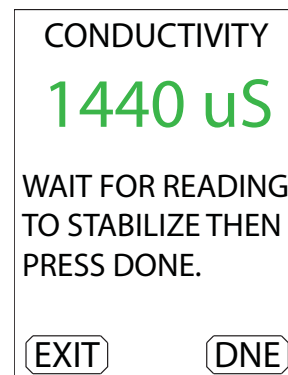 CONDUCTIVITY
1440 uS
WAIT FOR READING
TO STABILIZE THEN
PRESS DONE.
EXIT DNE